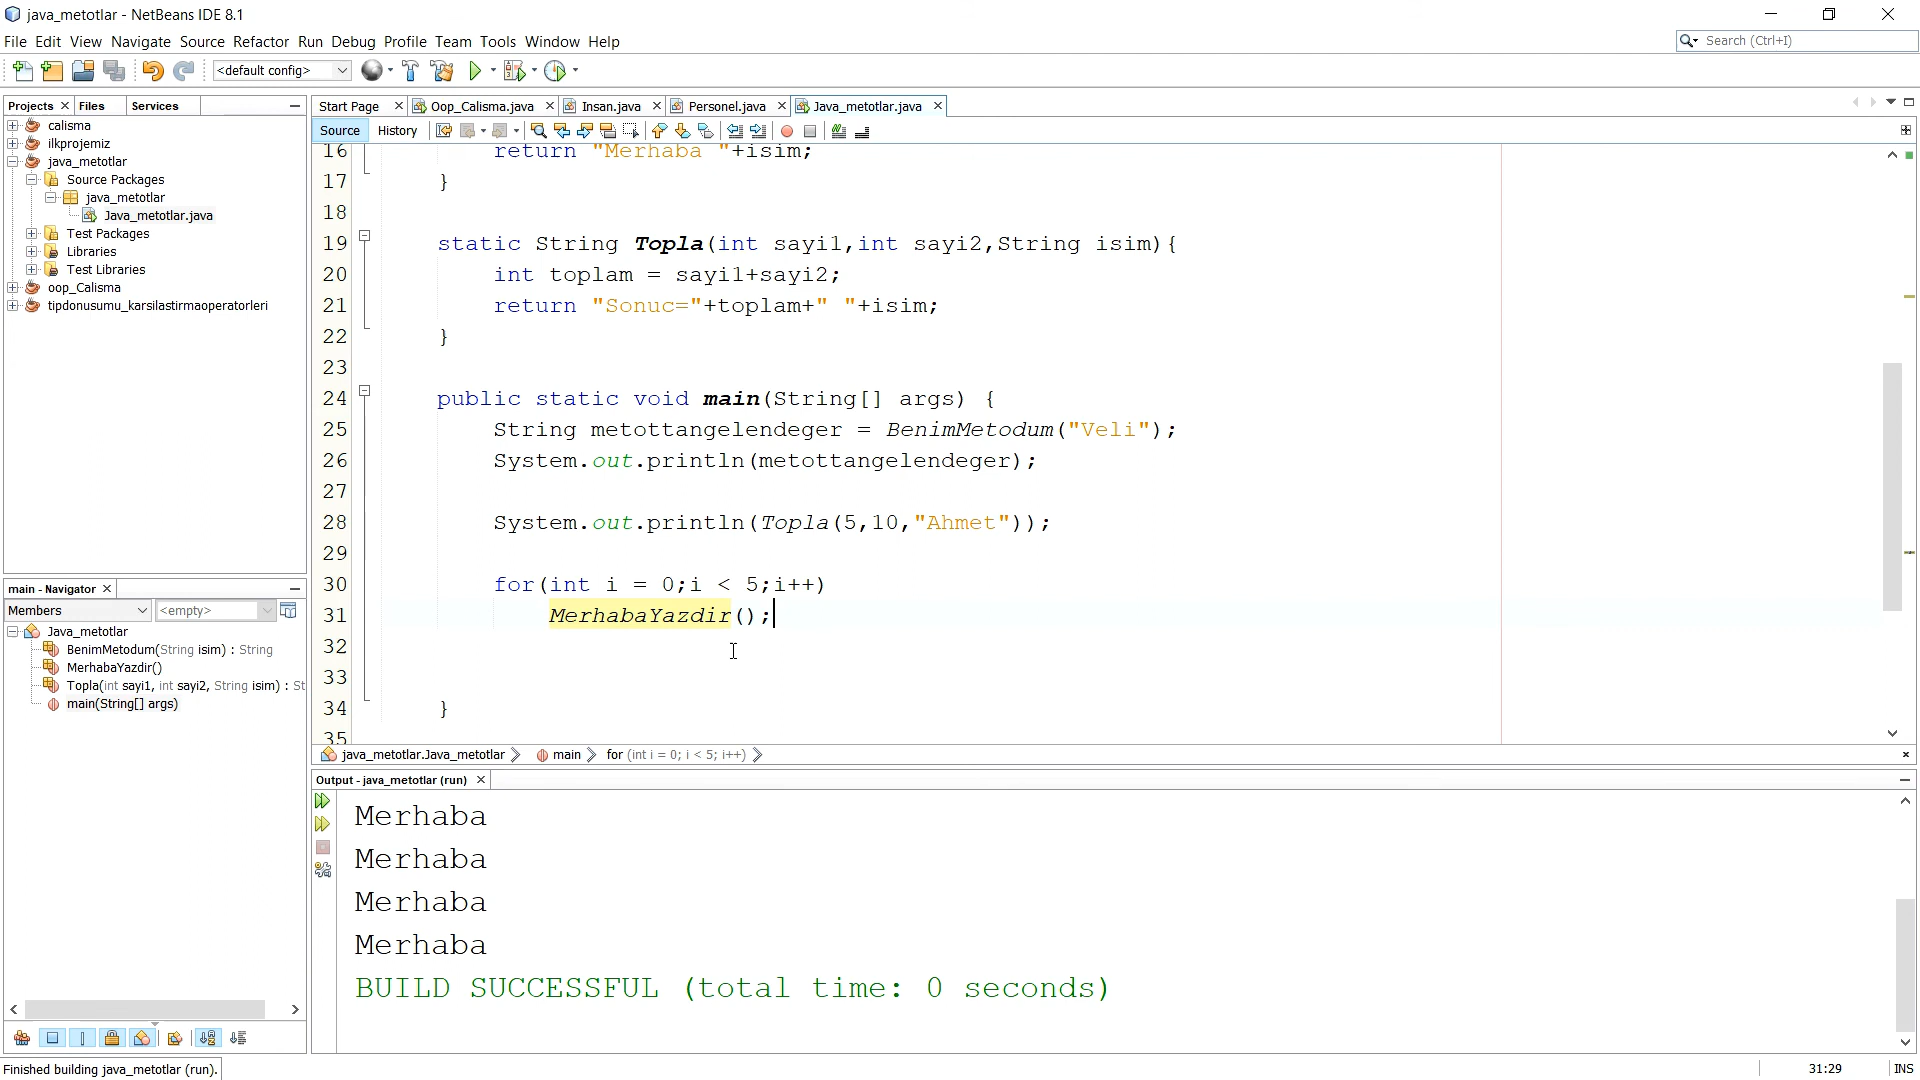 java_metotlar - NetBeans IDE 8.1
File Edit View Navigate Source Refactor Run Debug Profile Team Tools Window Help
Search (Ctrl+I)
<default config>
Projects Files Services
Start Page Oop_Calisma.java Insan.java Personel.java Java_metotlar.java
Source History
calisma
ilkprojemiz
java_metotlar
Source Packages
java_metotlar
Java_metotlar.java
Test Packages
Libraries
Test Libraries
oop_Calisma
tipdonusumu_karsilastirmaoperatorleri
16 return "Merhaba "+isim;
17 }
18
19 static String Topla(int sayi1,int sayi2,String isim){
20 int toplam = sayi1+sayi2;
21 return "Sonuc="+toplam+" "+isim;
22 }
23
24 public static void main(String[] args) {
25 String metottangelendeger = BenimMetodum("Veli");
26 System.out.println(metottangelendeger);
27
28 System.out.println(Topla(5,10,"Ahmet"));
29
30 for(int i = 0;i < 5;i++)
31 MerhabaYazdir();
32
33
34 }
35
main - Navigator
Members <empty>
Java_metotlar
BenimMetodum(String isim) : String
MerhabaYazdir()
Topla(int sayi1, int sayi2, String isim) : St
main(String[] args)
java_metotlar.Java_metotlar main for (int i = 0; i < 5; i++)
Output - java_metotlar (run)
Merhaba
Merhaba
Merhaba
Merhaba
BUILD SUCCESSFUL (total time: 0 seconds)
Finished building java_metotlar (run).
31:29 INS